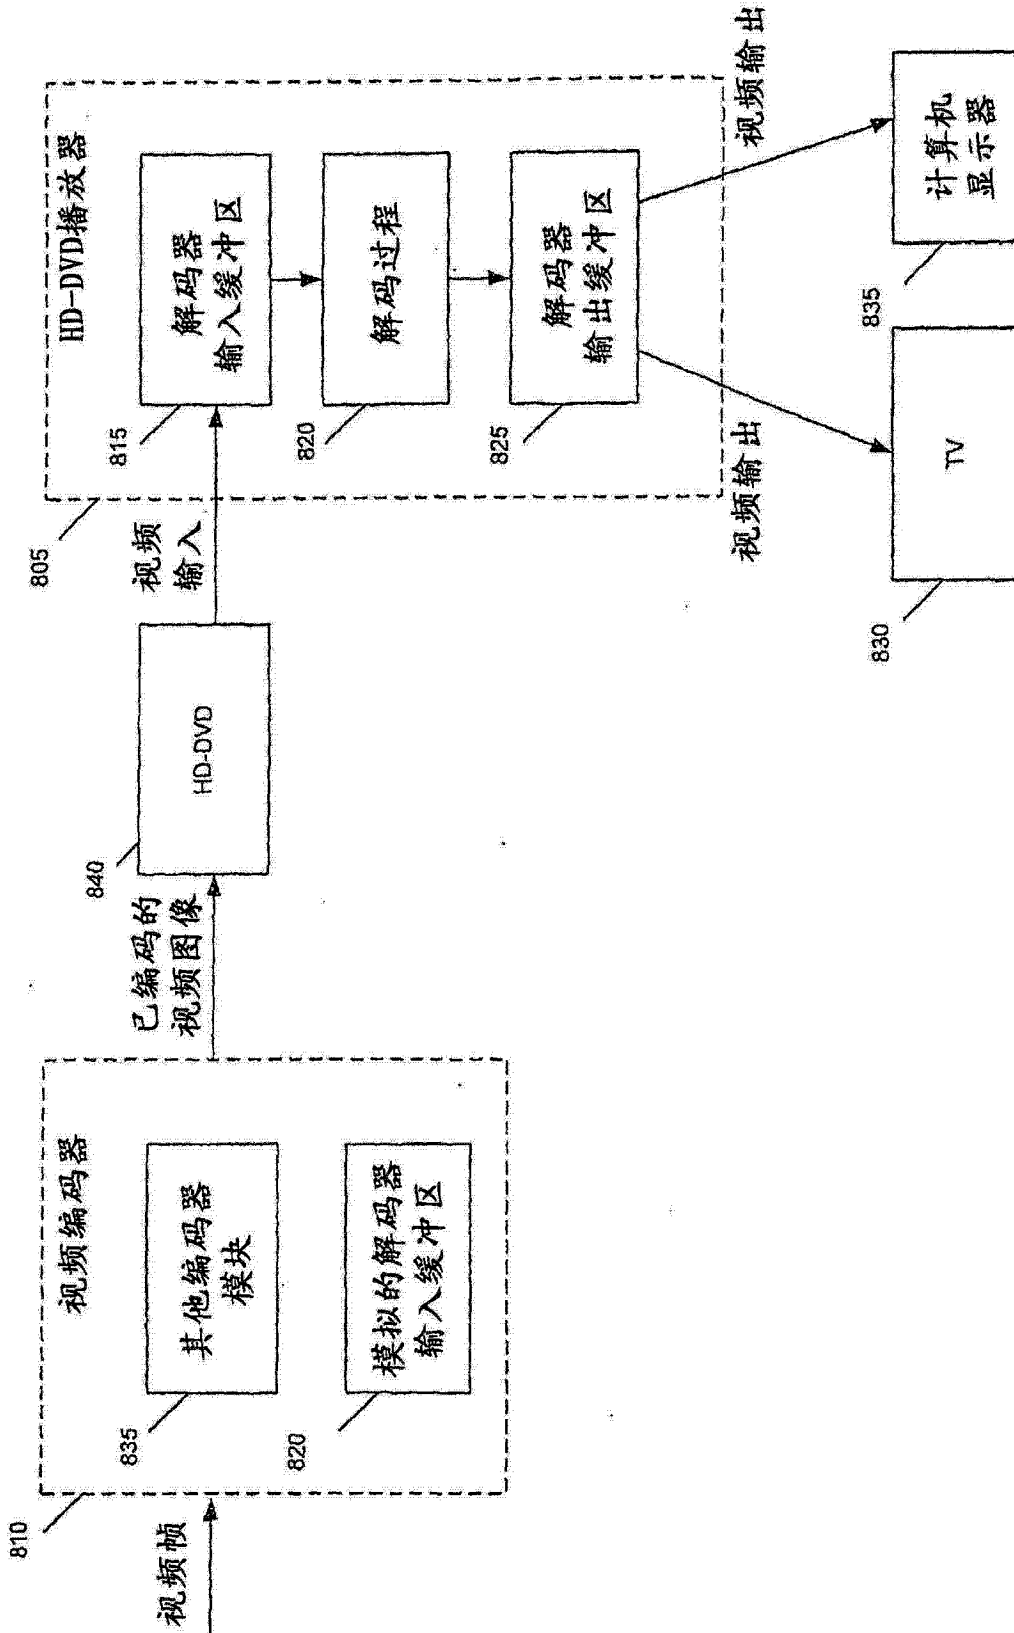 视频帧
810
视频编码器
835
其他编码器
模块
820
模拟的解码器
输入缓冲区
已编码的
视频图像
840
HD-DVD
视频
输入
805
HD-DVD播放器
815
解码器
输入缓冲区
820
解码过程
825
解码器
输出缓冲区
视频输出
视频输出
830
TV
835
计算机
显示器